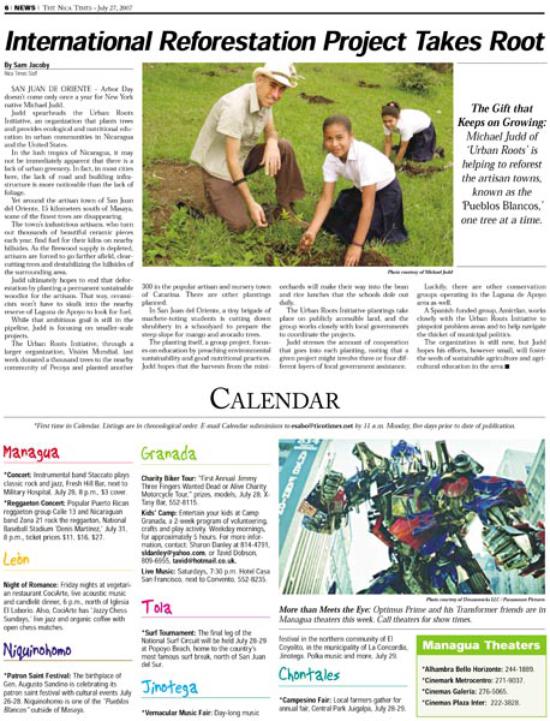 6 | NEWS | THE NICA TIMES - July 27, 2007
International Reforestation Project Takes Root
By Sam Jacoby
Nica Times Staff
SAN JUAN DE ORIENTE - Arbor Day
doesn't come only once a year for New York
native Michael Judd.
Judd spearheads the Urban Roots
Initiative, an organization that plants trees
and provides ecological and nutritional edu-
cation in urban communities in Nicaragua
and the United States.
In the lush tropics of Nicaragua, it may
not be immediately apparent that there is a
lack of urban greenery. In fact, in most cities
here, the lack of road and building infra-
structure is more noticeable than the lack of
foliage.
Yet around the artisan town of San Juan
del Oriente, 15 kilometers south of Masaya,
some of the finest trees are disappearing.
The town's industrious artisans, who turn
out thousands of beautiful ceramic pieces
each year, find fuel for their kilns on nearby
hillsides. As the firewood supply is depleted,
artisans are forced to go farther afield, clear-
cutting trees and destabilizing the hillsides of
the surrounding area.
Judd ultimately hopes to end that defor-
estation by planting a permanent sustainable
woodlot for the artisans. That way, ceram-
cists won't have to skulk into the nearby
reserve of Laguna de Apoyo to look for fuel.
While that ambitious goal is still in the
pipeline, Judd is focusing on smaller-scale
projects.
The Urban Roots Initiative, through a
larger organization, Visión Mundial, last
week donated a thousand trees to the nearby
community of Pecoya and planted another
The Gift that
Keeps on Growing:
Michael Judd of
'Urban Roots' is
helping to reforest
the artisan towns,
known as the
'Pueblos Blancos,'
one tree at a time.
Photo courtesy of Michael Judd
300 in the popular artisan and nursery town
of Catarina. There are other plantings
planned.
In San Juan del Oriente, a tiny brigade of
machete-toting students is cutting down
shrubbery in a schoolyard to prepare the
steep slope for mango and avocado trees.
The planting itself, a group project, focus-
es on education by preaching environmental
sustainability and good nutritional practices.
Judd hopes that the harvests from the mini-
orchards will make their way into the bean
and rice lunches that the schools dole out
daily.
The Urban Roots Initiative plantings take
place on publicly accessible land, and the
group works closely with local governments
to coordinate the projects.
Judd stresses the amount of cooperation
that goes into each planting, noting that a
given project might involve three or four dif-
ferent layers of local government assistance.
Luckily, there are other conservation
groups operating in the Laguna de Apoyo
area as well.
A Spanish-funded group, Amictlan, works
closely with the Urban Roots Initiative to
pinpoint problem areas and to help navigate
the thicket of municipal politics.
The organization is still new, but Judd
hopes his efforts, however small, will foster
the seeds of sustainable agriculture and agri-
cultural education in the area.■
CALENDAR
*First time in Calendar. Listings are in chronological order. E-mail Calendar submissions to esabo@ticotimes.net by 11 a.m. Monday, five days prior to date of publication.
Managua
*Concert: Instrumental band Staccato plays
classic rock and jazz, Fresh Hill Bar, next to
Military Hospital, July 28, 8 p.m., $3 cover.
*Reggaeton Concert: Popular Puerto Rican
reggaeton group Calle 13 and Nicaraguan
band Zona 21 rock the reggaeton, National
Baseball Stadium 'Denis Martínez,' July 31,
8 p.m., ticket prices $11, $16, $27.
León
Night of Romance: Friday nights at vegetari-
an restaurant CocíArte, live acoustic music
and candlelit dinner, 6 p.m., north of Iglesia
El Laborío. Also, CocíArte has 'Jazzy Check
Sundays,' live jazz and organic coffee with
open chess matches.
Niquinohomo
*Patron Saint Festival: The birthplace of
Gen. Augusto Sandino is celebrating its
patron saint festival with cultural events July
26-28. Niquinohomo is one of the "Pueblos
Blancos" outside of Masaya.
Granada
Charity Biker Tour: "First Annual Jimmy
Three Fingers Wanted Dead or Alive Charity
Motorcycle Tour," prizes, models, July 28, X-
Tasy Bar, 552-8115.
Kids' Camp: Entertain your kids at Camp
Granada, a 2-week program of volunteering,
crafts and play activity. Weekday mornings,
for approximately 5 hours. For more infor-
mation, contact: Sharon Danley at 814-4791,
sldanley@yahoo.com, or Tavid Dobson,
809-6955, tavid@hotmail.co.uk.
Live Music: Saturdays, 7:30 p.m. Hotel Casa
San Francisco, next to Convento, 552-8235.
Tola
*Surf Tournament: The final leg of the
National Surf Circuit will be held July 28-29
at Popoyo Beach, home to the country's
most famous surf break, north of San Juan
del Sur.
Jinotega
*Vernacular Music Fair: Day-long music
Photo courtesy of Dreamworks LLC / Paramount Pictures
More than Meets the Eye: Optimus Prime and his Transformer friends are in
Managua theaters this week. Call theaters for show times.
festival in the northern community of El
Coyolito, in the municipality of La Concordia,
Jinotega. Polka music and more, July 29.
Chontales
*Campesino Fair: Local farmers gather for
annual fair, Central Park Juigalpa, July 28-29.
Managua Theaters
*Alhambra Bello Horizonte: 244-1889.
*Cinemark Metrocentro: 271-9037.
*Cinemas Galería: 276-5065.
*Cinemas Plaza Inter: 222-3828.